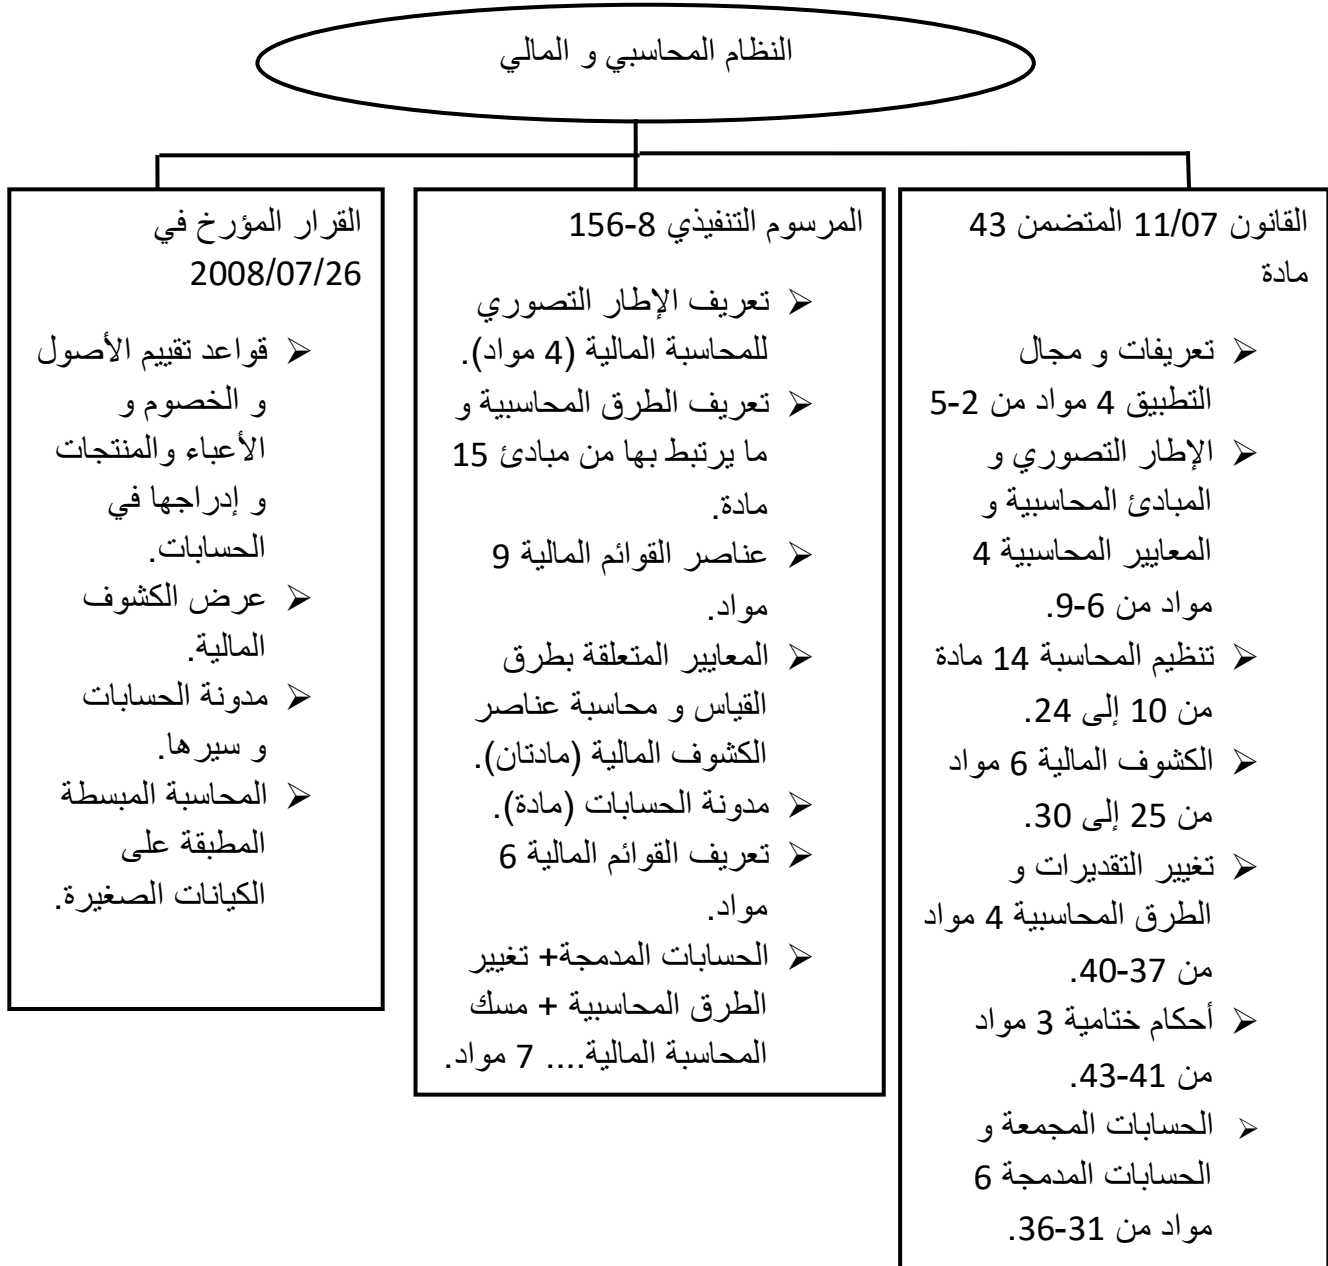 النظام المحاسبي و المالي
القانون 11/07 المتضمن 43
مادة
⮚ تعريفات و مجال
التطبيق 4 مواد من 2-5
⮚ الإطار التصوري و
المبادئ المحاسبية و
المعايير المحاسبية 4
مواد من 6-9.
⮚ تنظيم المحاسبة 14 مادة
من 10 إلى 24.
⮚ الكشوف المالية 6 مواد
من 25 إلى 30.
⮚ تغيير التقديرات و
الطرق المحاسبية 4 مواد
من 37-40.
⮚ أحكام ختامية 3 مواد
من 41-43.
⮚ الحسابات المجمعة و
الحسابات المدمجة 6
مواد من 31-36.
المرسوم التنفيذي 8-156
⮚ تعريف الإطار التصوري
للمحاسبة المالية (4 مواد).
⮚ تعريف الطرق المحاسبية و
ما يرتبط بها من مبادئ 15
مادة.
⮚ عناصر القوائم المالية 9
مواد.
⮚ المعايير المتعلقة بطرق
القياس و محاسبة عناصر
الكشوف المالية (مادتان).
⮚ مدونة الحسابات (مادة).
⮚ تعريف القوائم المالية 6
مواد.
⮚ الحسابات المدمجة+ تغيير
الطرق المحاسبية + مسك
المحاسبة المالية.... 7 مواد.
القرار المؤرخ في
2008/07/26
⮚ قواعد تقييم الأصول
و الخصوم و
الأعباء والمنتجات
و إدراجها في
الحسابات.
⮚ عرض الكشوف
المالية.
⮚ مدونة الحسابات
و سيرها.
⮚ المحاسبة المبسطة
المطبقة على
الكيانات الصغيرة.